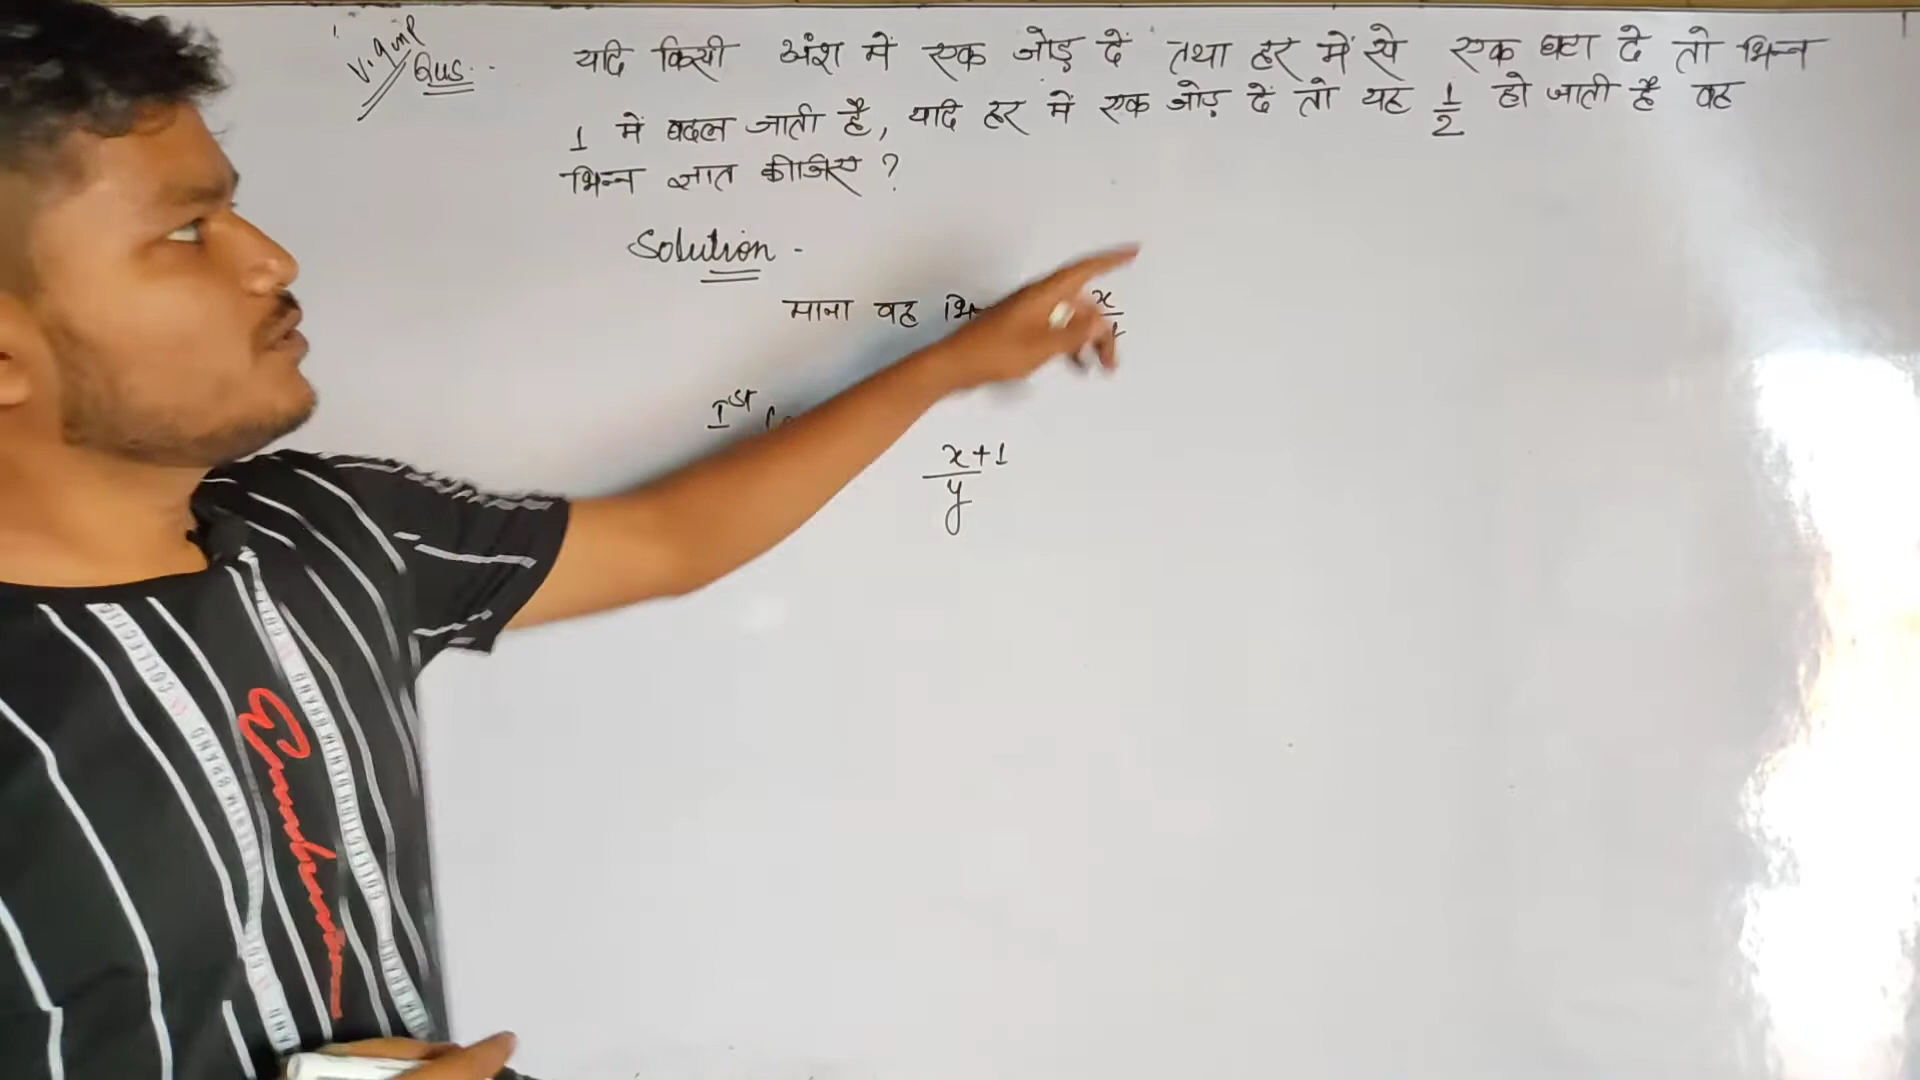 V. Imp
Qus. -
यदि किसी अंश में एक जोड़ दें तथा हर में से एक घटा दे तो भिन्न
1 में बदल जाती है, यदि हर में एक जोड़ दें तो यह 1/2 हो जाती है वह
भिन्न ज्ञात कीजिए ?
Solution -
माना वह
x
Ist
x+1
y